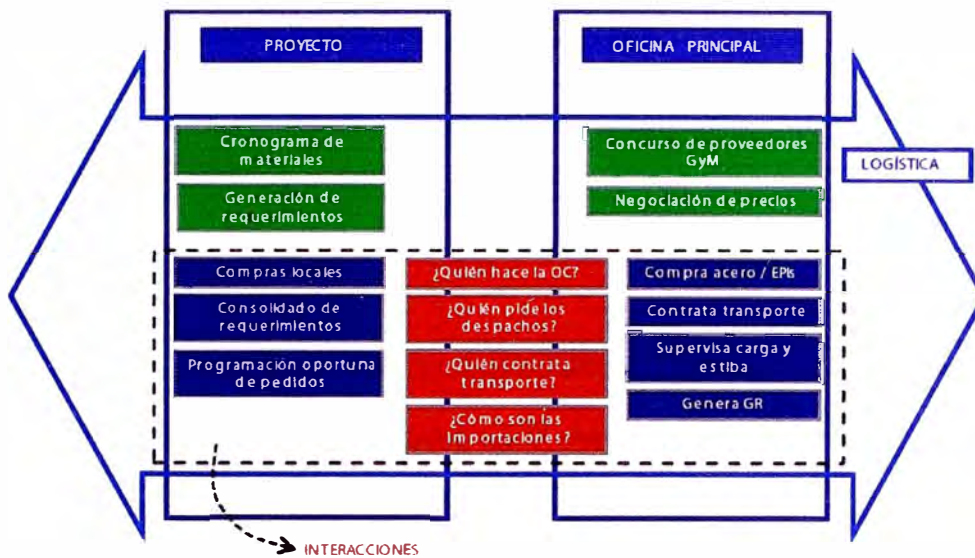 PROYECTO
OFICINA PRINCIPAL
Cronograma de
materiales
Generación de
requerimientos
Concurso de proveedores
GyM
Negociación de precios
LOGÍSTICA
Compras locales
Consolidado de
requerimientos
Programación oportuna
de pedidos
¿Quién hace la OC?
¿Quién pide los
despachos?
¿Quién contrata
transporte?
¿Cómo son las
importaciones?
Compra acero / EPIs
Contrata transporte
Supervisa carga y
estiba
Genera GR
INTERACCIONES